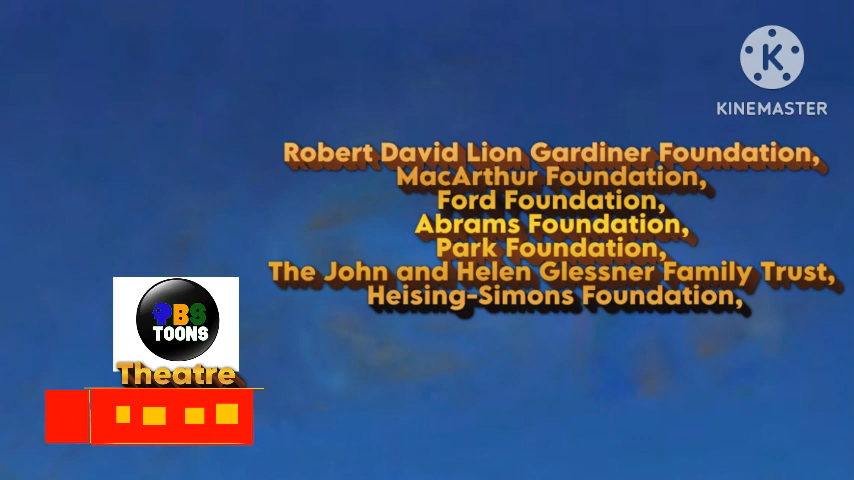 K
KINEMASTER
Robert David Lion Gardiner Foundation,
MacArthur Foundation,
Ford Foundation,
Abrams Foundation,
Park Foundation,
The John and Helen Glessner Family Trust,
Heising-Simons Foundation,
PBS
TOONS
Theatre